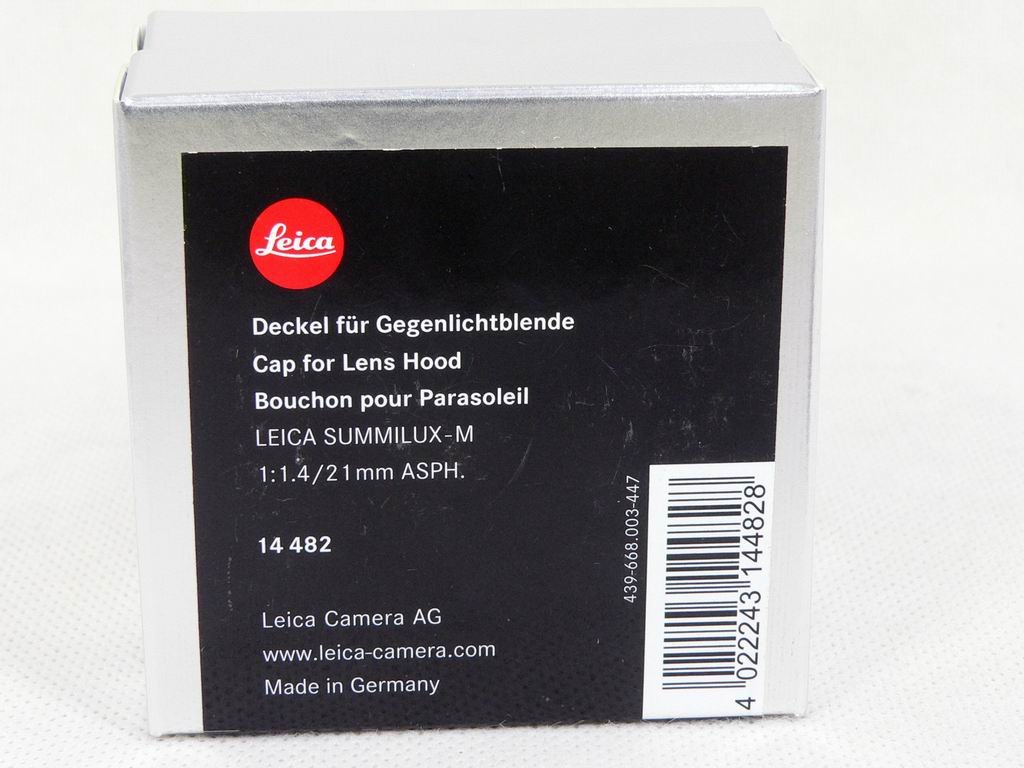 Leica
Deckel für Gegenlichtblende
Cap for Lens Hood
Bouchon pour Parasoleil
LEICA SUMMILUX-M
1:1.4/21mm ASPH.
14 482
Leica Camera AG
www.leica-camera.com
Made in Germany
439-668.003-447
4 022243 144828